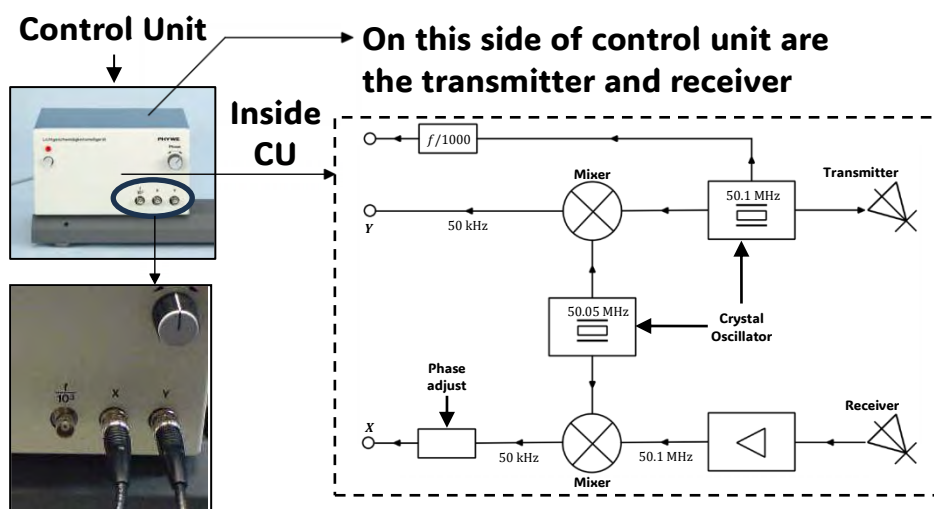 Control Unit
On this side of control unit are
the transmitter and receiver
Inside
CU
PHYWE
Phase
X
Y
f
10³
X
Y
f/1000
Mixer
50.1 MHz
Transmitter
Y
50 kHz
50.05 MHz
Crystal
Oscillator
Phase
adjust
X
50 kHz
Mixer
50.1 MHz
Receiver